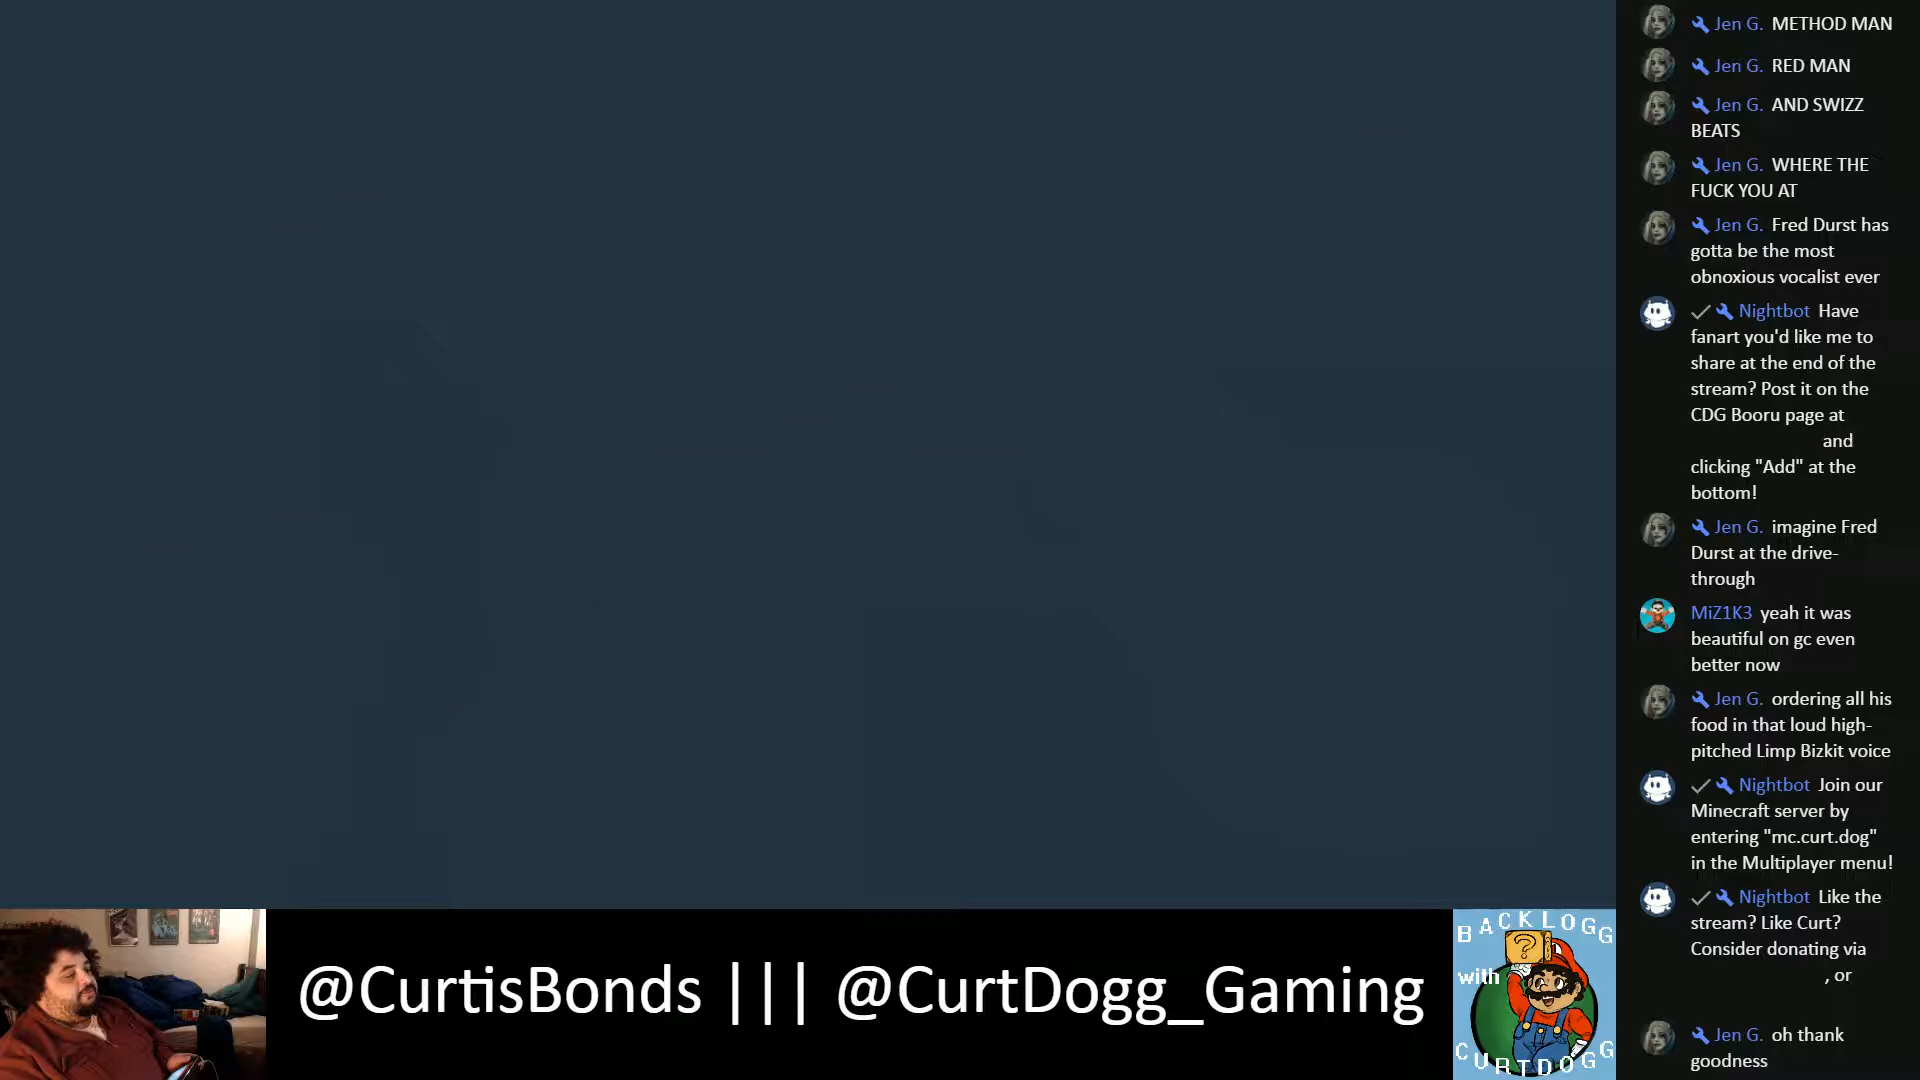 Jen G. METHOD MAN
Jen G. RED MAN
Jen G. AND SWIZZ
BEATS
Jen G. WHERE THE
FUCK YOU AT
Jen G. Fred Durst has
gotta be the most
obnoxious vocalist ever
Nightbot Have
fanart you'd like me to
share at the end of the
stream? Post it on the
CDG Booru page at
and
clicking "Add" at the
bottom!
Jen G. imagine Fred
Durst at the drive-
through
MiZ1K3 yeah it was
beautiful on gc even
better now
Jen G. ordering all his
food in that loud high-
pitched Limp Bizkit voice
Nightbot Join our
Minecraft server by
entering "mc.curt.dog"
in the Multiplayer menu!
Nightbot Like the
stream? Like Curt?
Consider donating via
, or
Jen G. oh thank
goodness
@CurtisBonds ||| @CurtDogg_Gaming
BACKLOGG
with
CURTDOGG